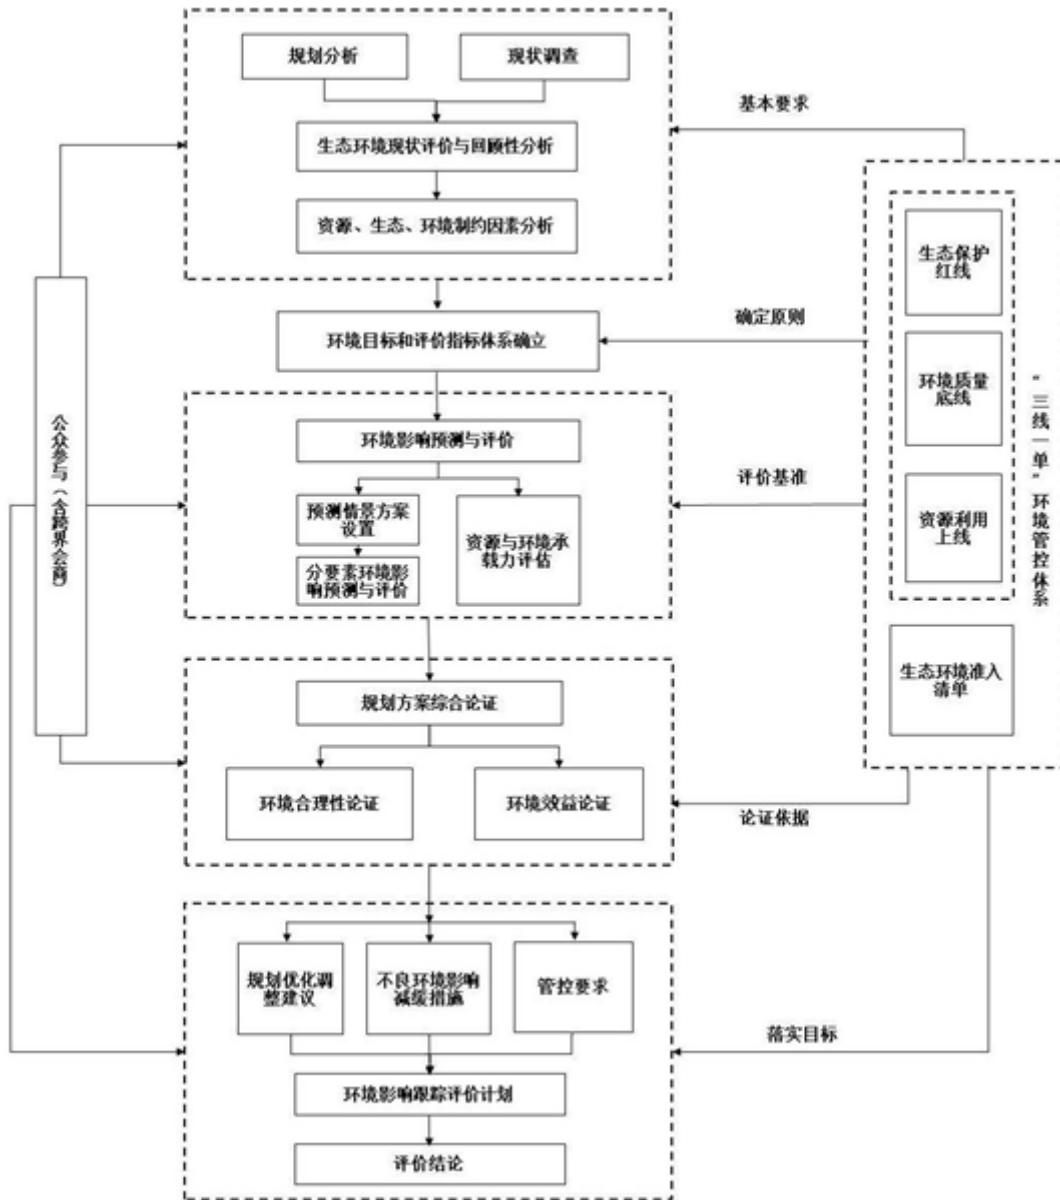 规划分析
现状调查
生态环境现状评价与回顾性分析
资源、生态、环境制约因素分析
基本要求
环境目标和评价指标体系确立
确定原则
环境影响预测与评价
预测情景方案
设置
分要素环境影
响预测与评价
资源与环境承
载力评估
评价基准
规划方案综合论证
环境合理性论证
环境效益论证
论证依据
规划优化调
整建议
不良环境影响
减缓措施
管控要求
落实目标
环境影响跟踪评价计划
评价结论
公众参与（含跨界会商）
生态保护
红线
环境质量
底线
资源利用
上线
生态环境准入
清单
“三线一单”环境管控体系